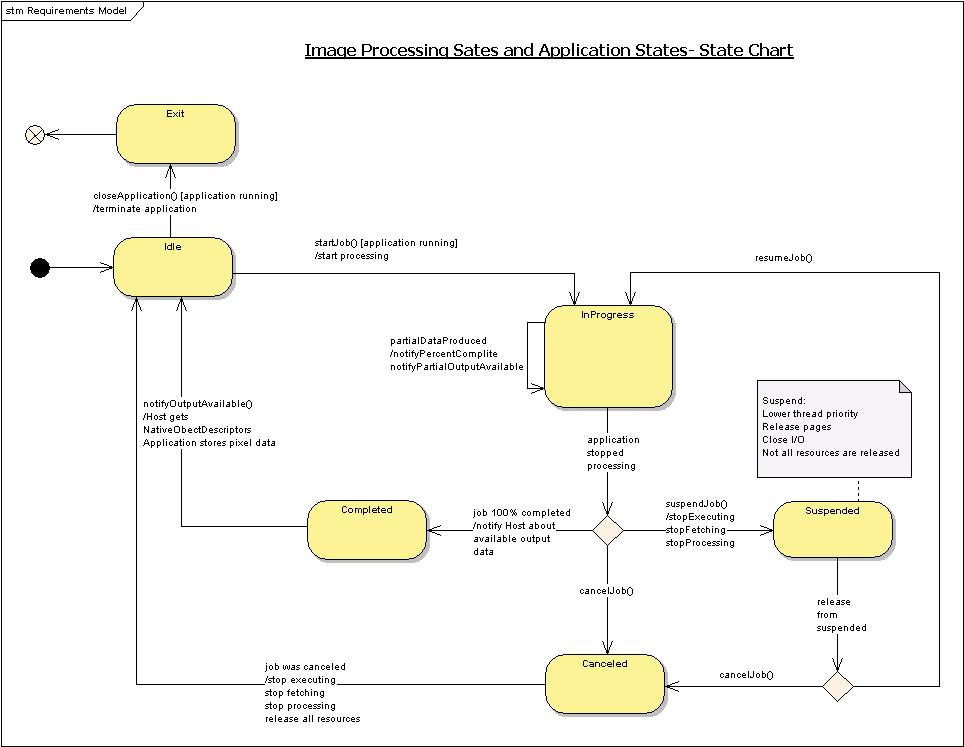 stm Requirements Model
Image Processing Sates and Application States- State Chart
Exit
closeApplication() [application running]
/terminate application
Idle
startJob() [application running]
/start processing
resumeJob()
InProgress
partialDataProduced
/notifyPercentComplite
notifyPartialOutputAvailable
Suspend:
Lower thread priority
Release pages
Close I/O
Not all resources are released
notifyOutputAvailable()
/Host gets
NativeObectDescriptors
Application stores pixel data
application
stopped
processing
Completed
job 100% completed
/notify Host about
available output
data
suspendJob()
/stopExecuting
stopFetching
stopProcessing
Suspended
cancelJob()
release
from
suspended
Canceled
cancelJob()
job was canceled
/stop executing
stop fetching
stop processing
release all resources